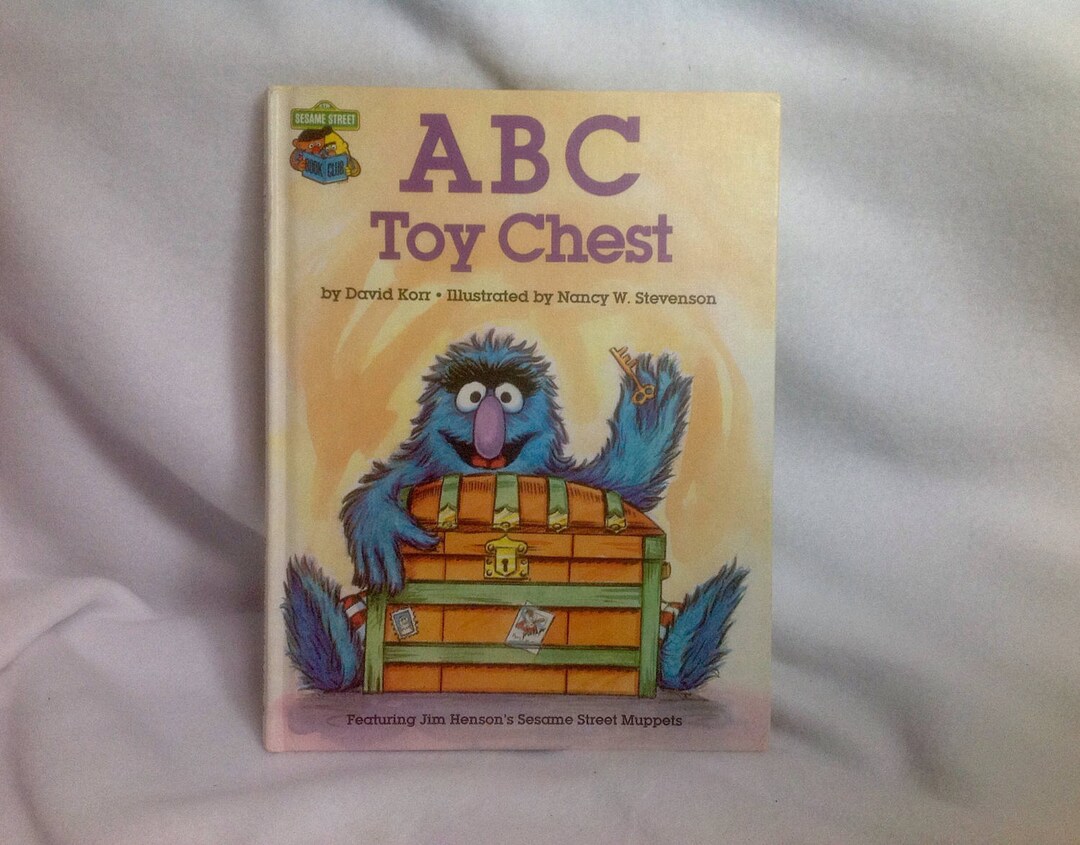 SESAME STREET
BOOK CLUB
ABC
Toy Chest
by David Korr • Illustrated by Nancy W. Stevenson
Featuring Jim Henson's Sesame Street Muppets